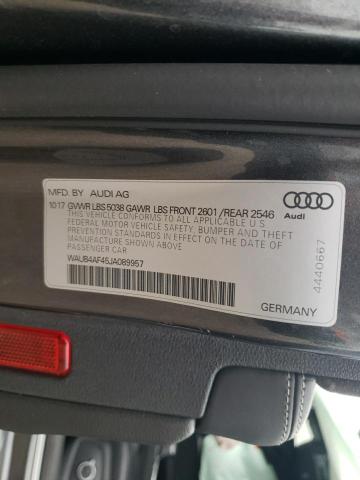 MFD. BY AUDI AG
10.17 GVWR LBS 5038 GAWR LBS FRONT 2601 /REAR 2546
THIS VEHICLE CONFORMS TO ALL APPLICABLE U S
FEDERAL MOTOR VEHICLE SAFETY, BUMPER AND THEFT
PREVENTION STANDARDS IN EFFECT ON THE DATE OF
MANUFACTURE SHOWN ABOVE
PASSENGER CAR
WAUB4AF45JA089957
Audi
4440667
GERMANY